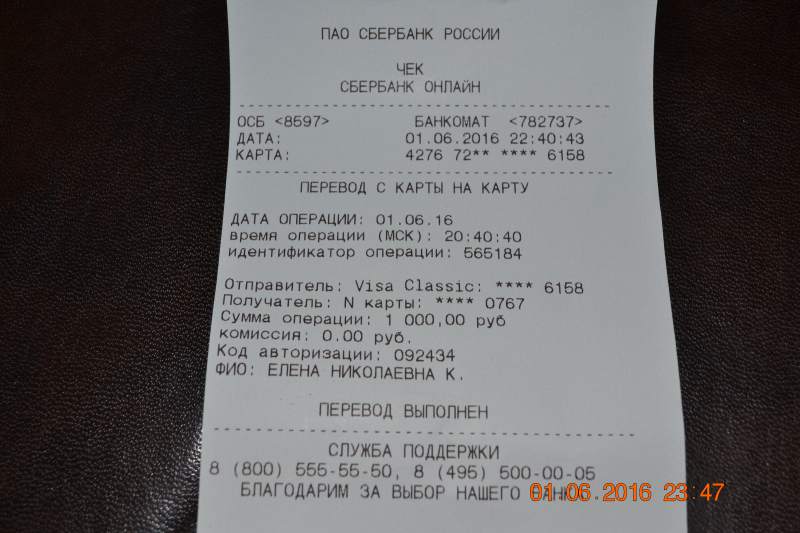 ПАО СБЕРБАНК РОССИИ
ЧЕК
СБЕРБАНК ОНЛАЙН
ОСБ <8597> БАНКОМАТ <782737>
ДАТА: 01.06.2016 22:40:43
КАРТА: 4276 72** **** 6158
ПЕРЕВОД С КАРТЫ НА КАРТУ
ДАТА ОПЕРАЦИИ: 01.06.16
время операции (МСК): 20:40:40
идентификатор операции: 565184
Отправитель: Visa Classic: **** 6158
Получатель: N карты: **** 0767
Сумма операции: 1 000,00 руб
комиссия: 0.00 руб.
Код авторизации: 092434
ФИО: ЕЛЕНА НИКОЛАЕВНА К.
ПЕРЕВОД ВЫПОЛНЕН
СЛУЖБА ПОДДЕРЖКИ
8 (800) 555-55-50, 8 (495) 500-00-05
БЛАГОДАРИМ ЗА ВЫБОР НАШЕГО
01.06.2016 23:47